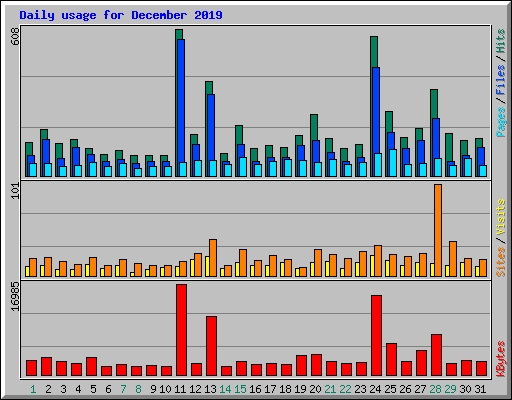 Daily usage for December 2019
608
Pages / Files / Hits
101
Sites / Visits
16985
KBytes
1 2 3 4 5 6 7 8 9 10 11 12 13 14 15 16 17 18 19 20 21 22 23 24 25 26 27 28 29 30 31